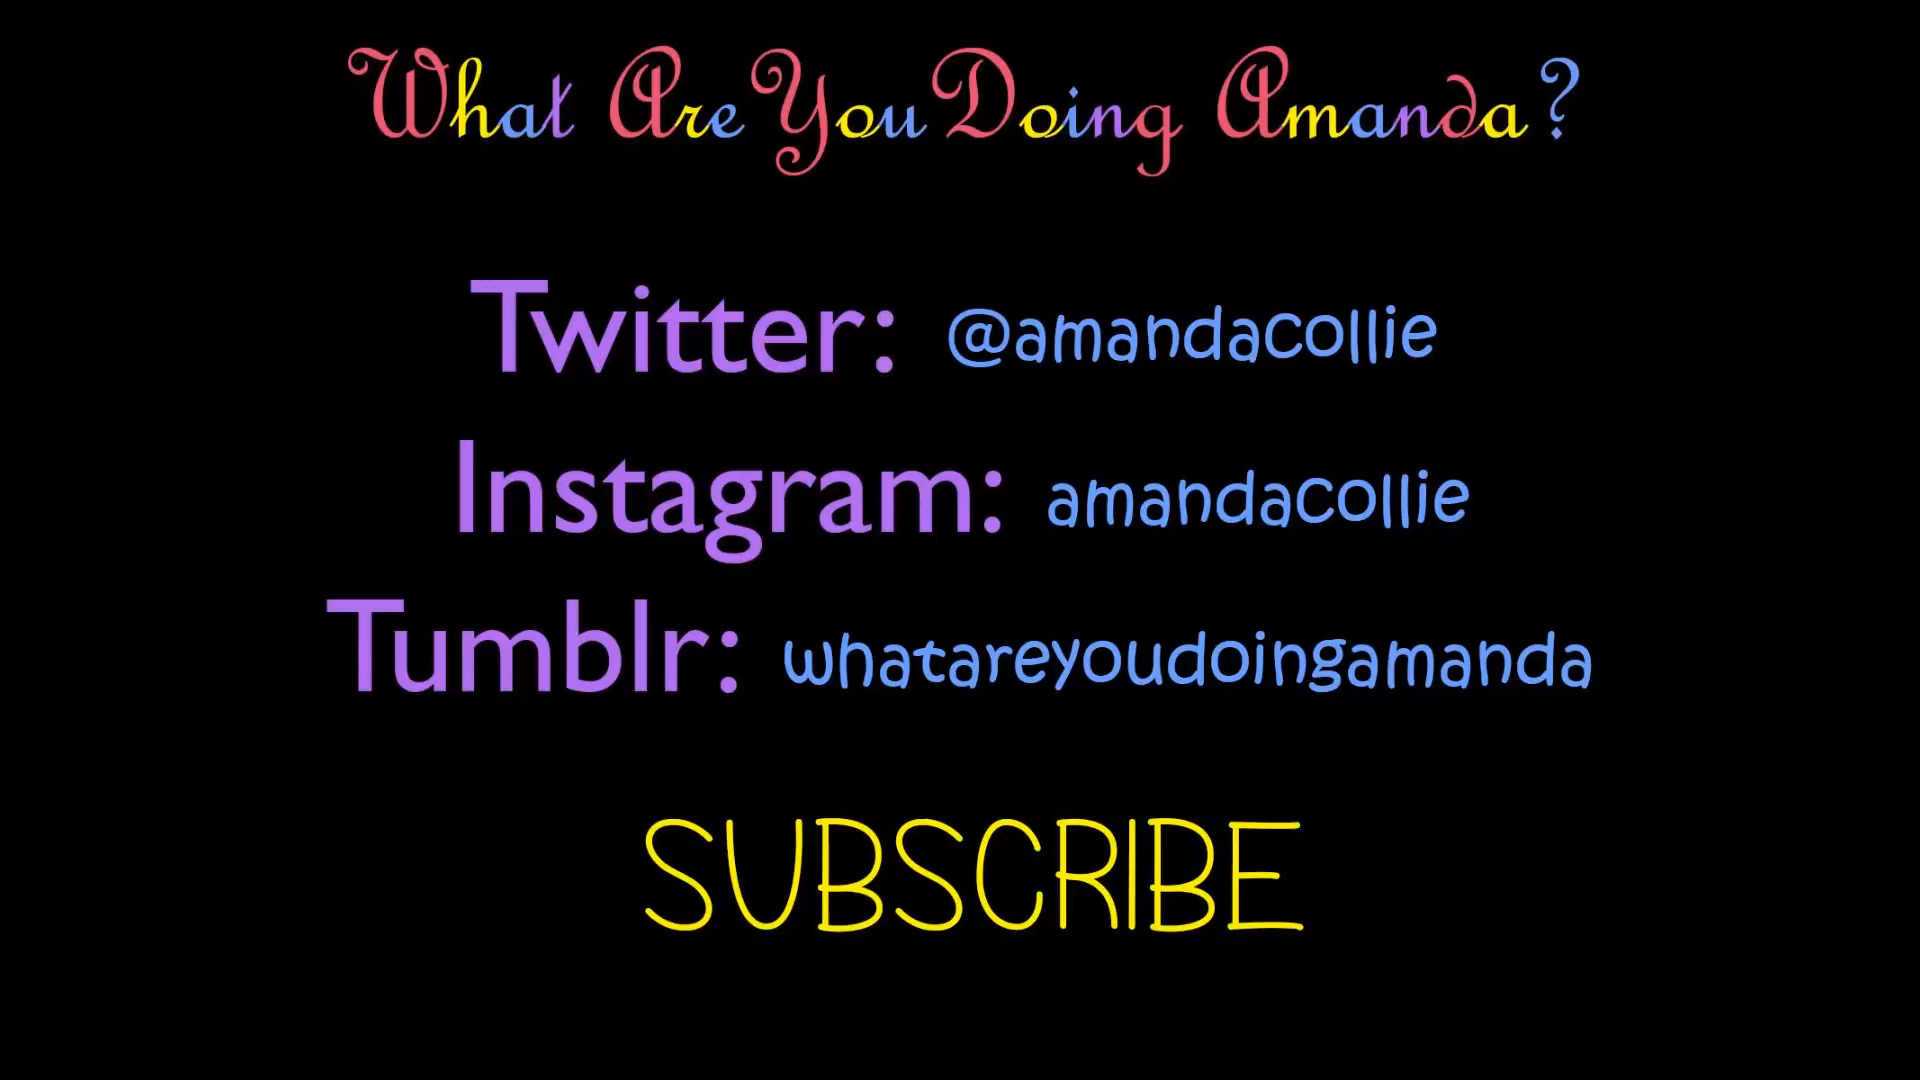 What Are You Doing Amanda?
Twitter: @amandacollie
Instagram: amandacollie
Tumblr: whatareyoudoingamanda
SUBSCRIBE